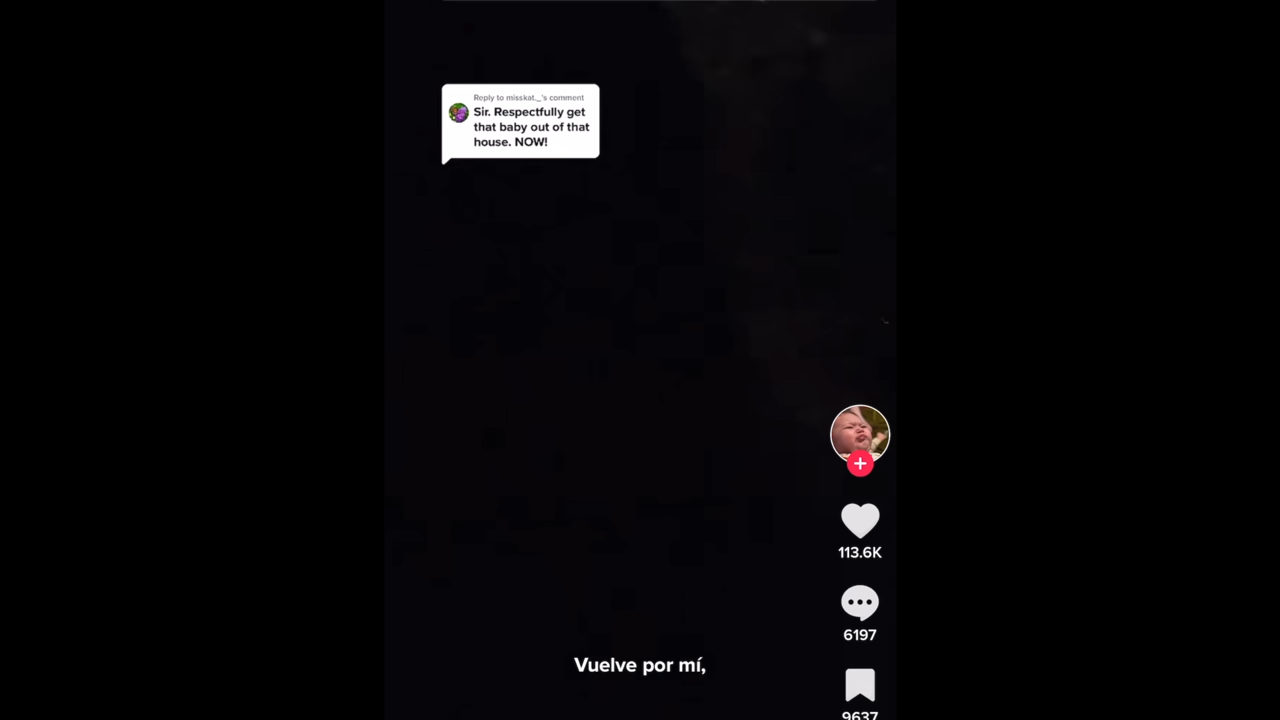 Reply to misskat._'s comment
Sir. Respectfully get
that baby out of that
house. NOW!
113.6K
6197
Vuelve por mí,
9637